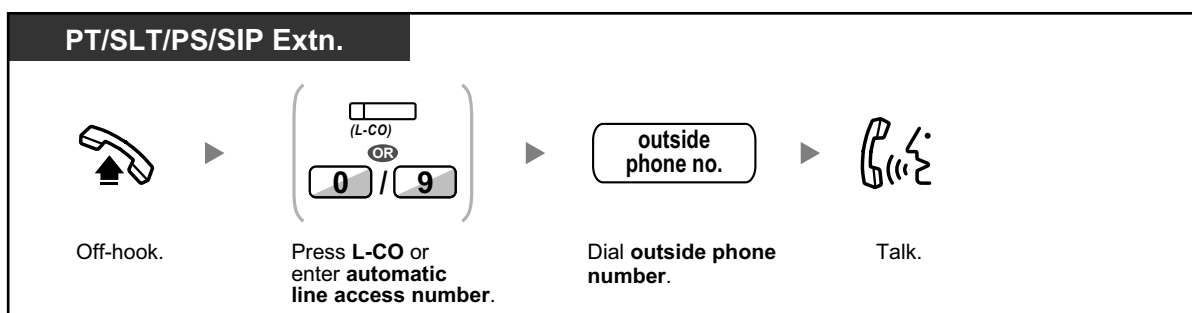 PT/SLT/PS/SIP Extn.
(L-CO)
OR
0 / 9
outside
phone no.
Off-hook.
Press L-CO or
enter automatic
line access number.
Dial outside phone
number.
Talk.